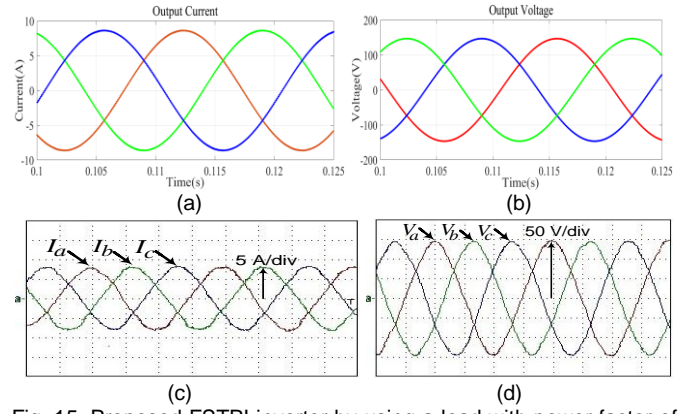 Output Current
Output Voltage
Current(A)
10
5
0
-5
-10
0.1
0.105
0.11
0.115
0.12
0.125
Time(s)
(a)
Voltage(V)
200
100
0
-100
-200
0.1
0.105
0.11
0.115
0.12
0.125
Time(s)
(b)
Ia
Ib
Ic
5 A/div
a
T
(c)
Va
Vb
Vc
50 V/div
a
(d)
Fig. 15. Proposed FSTPI inverter by using a load with power factor of